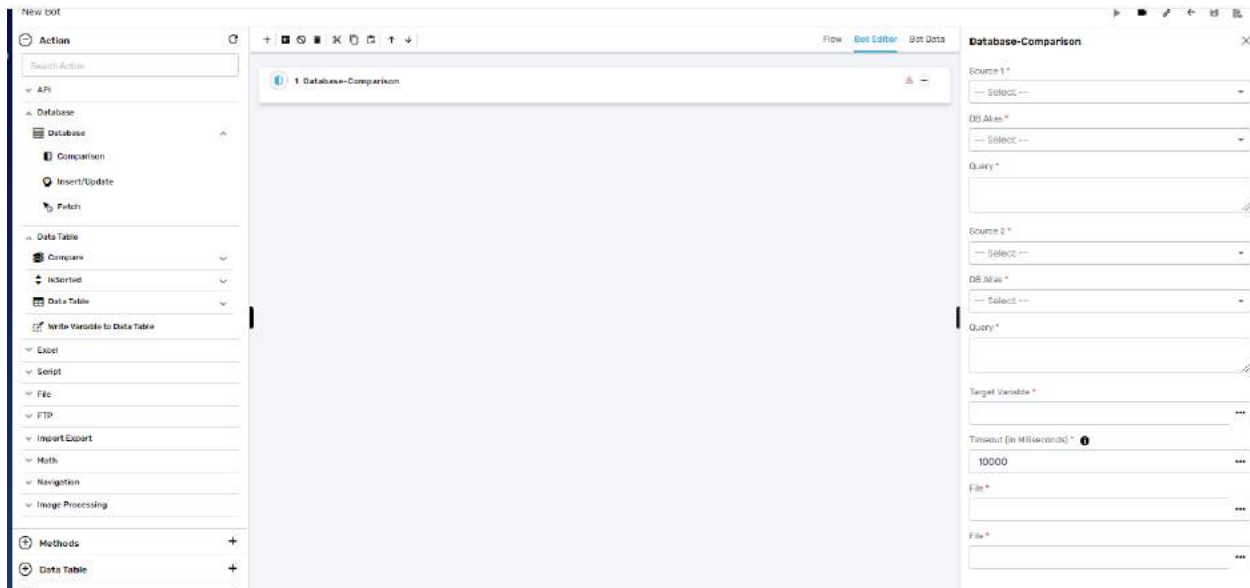 New Bot
Action
Search Action
API
Database
Database
Comparison
Insert/Update
Fetch
Data Table
Compare
IsSorted
Data Table
Write Variable to Data Table
Excel
Script
File
FTP
Import Export
Math
Navigation
Image Processing
Methods
Data Table
Flow Bot Editor Bot Data
1 Database-Comparison
Database-Comparison
Source 1 *
--- Select ---
DB Alias *
--- Select ---
Query *
Source 2 *
--- Select ---
DB Alias *
--- Select ---
Query *
Target Variable *
Timeout (in Miliseconds) *
10000
File *
File *